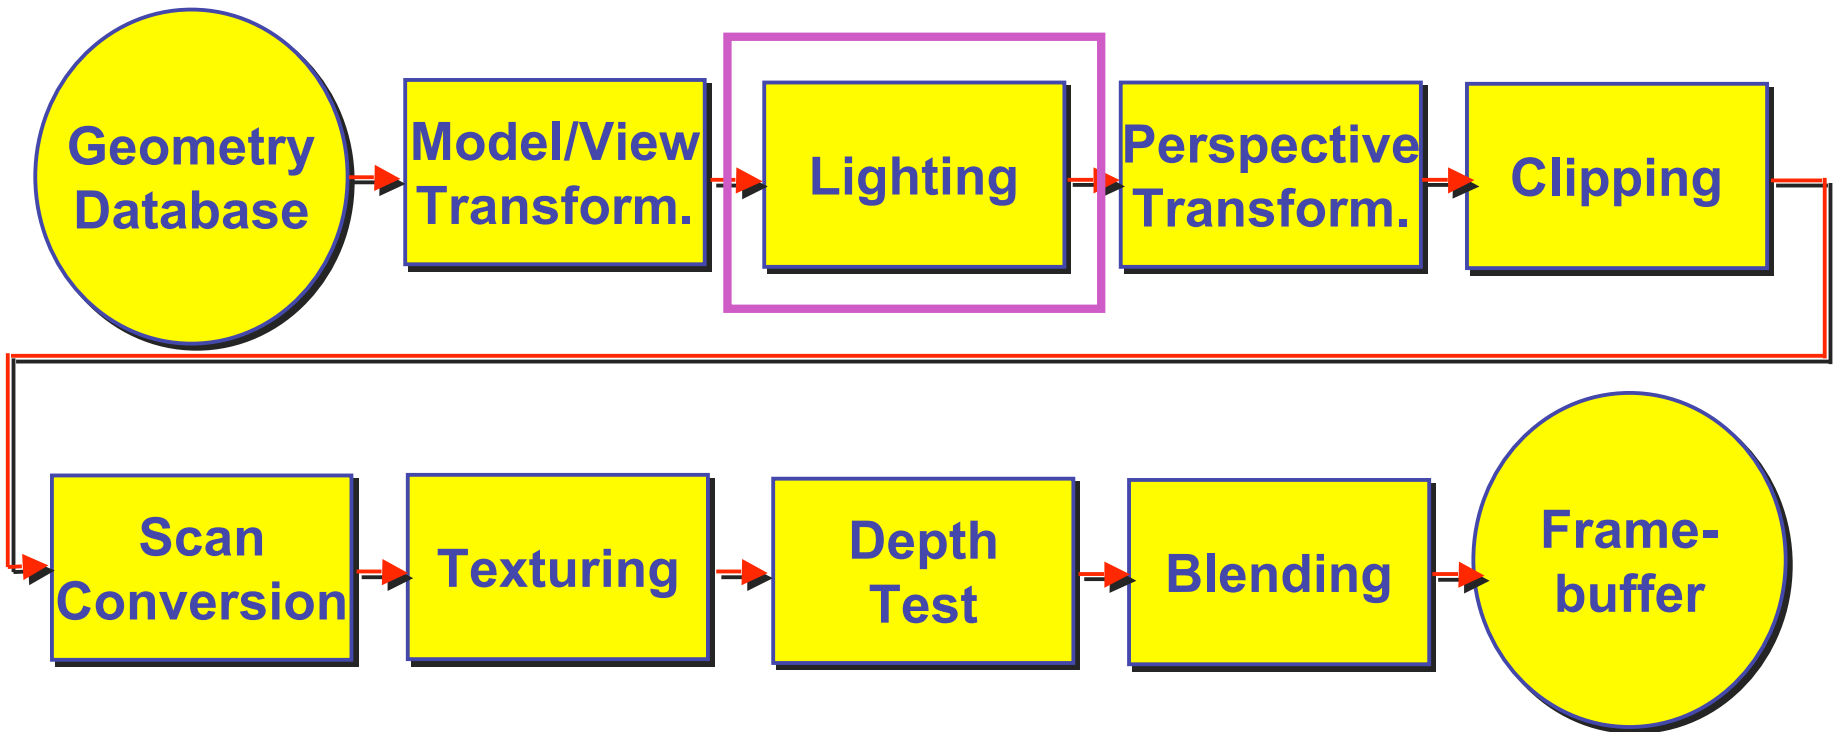 Geometry
Database
Model/View
Transform.
Lighting
Perspective
Transform.
Clipping
Scan
Conversion
Texturing
Depth
Test
Blending
Frame-
buffer